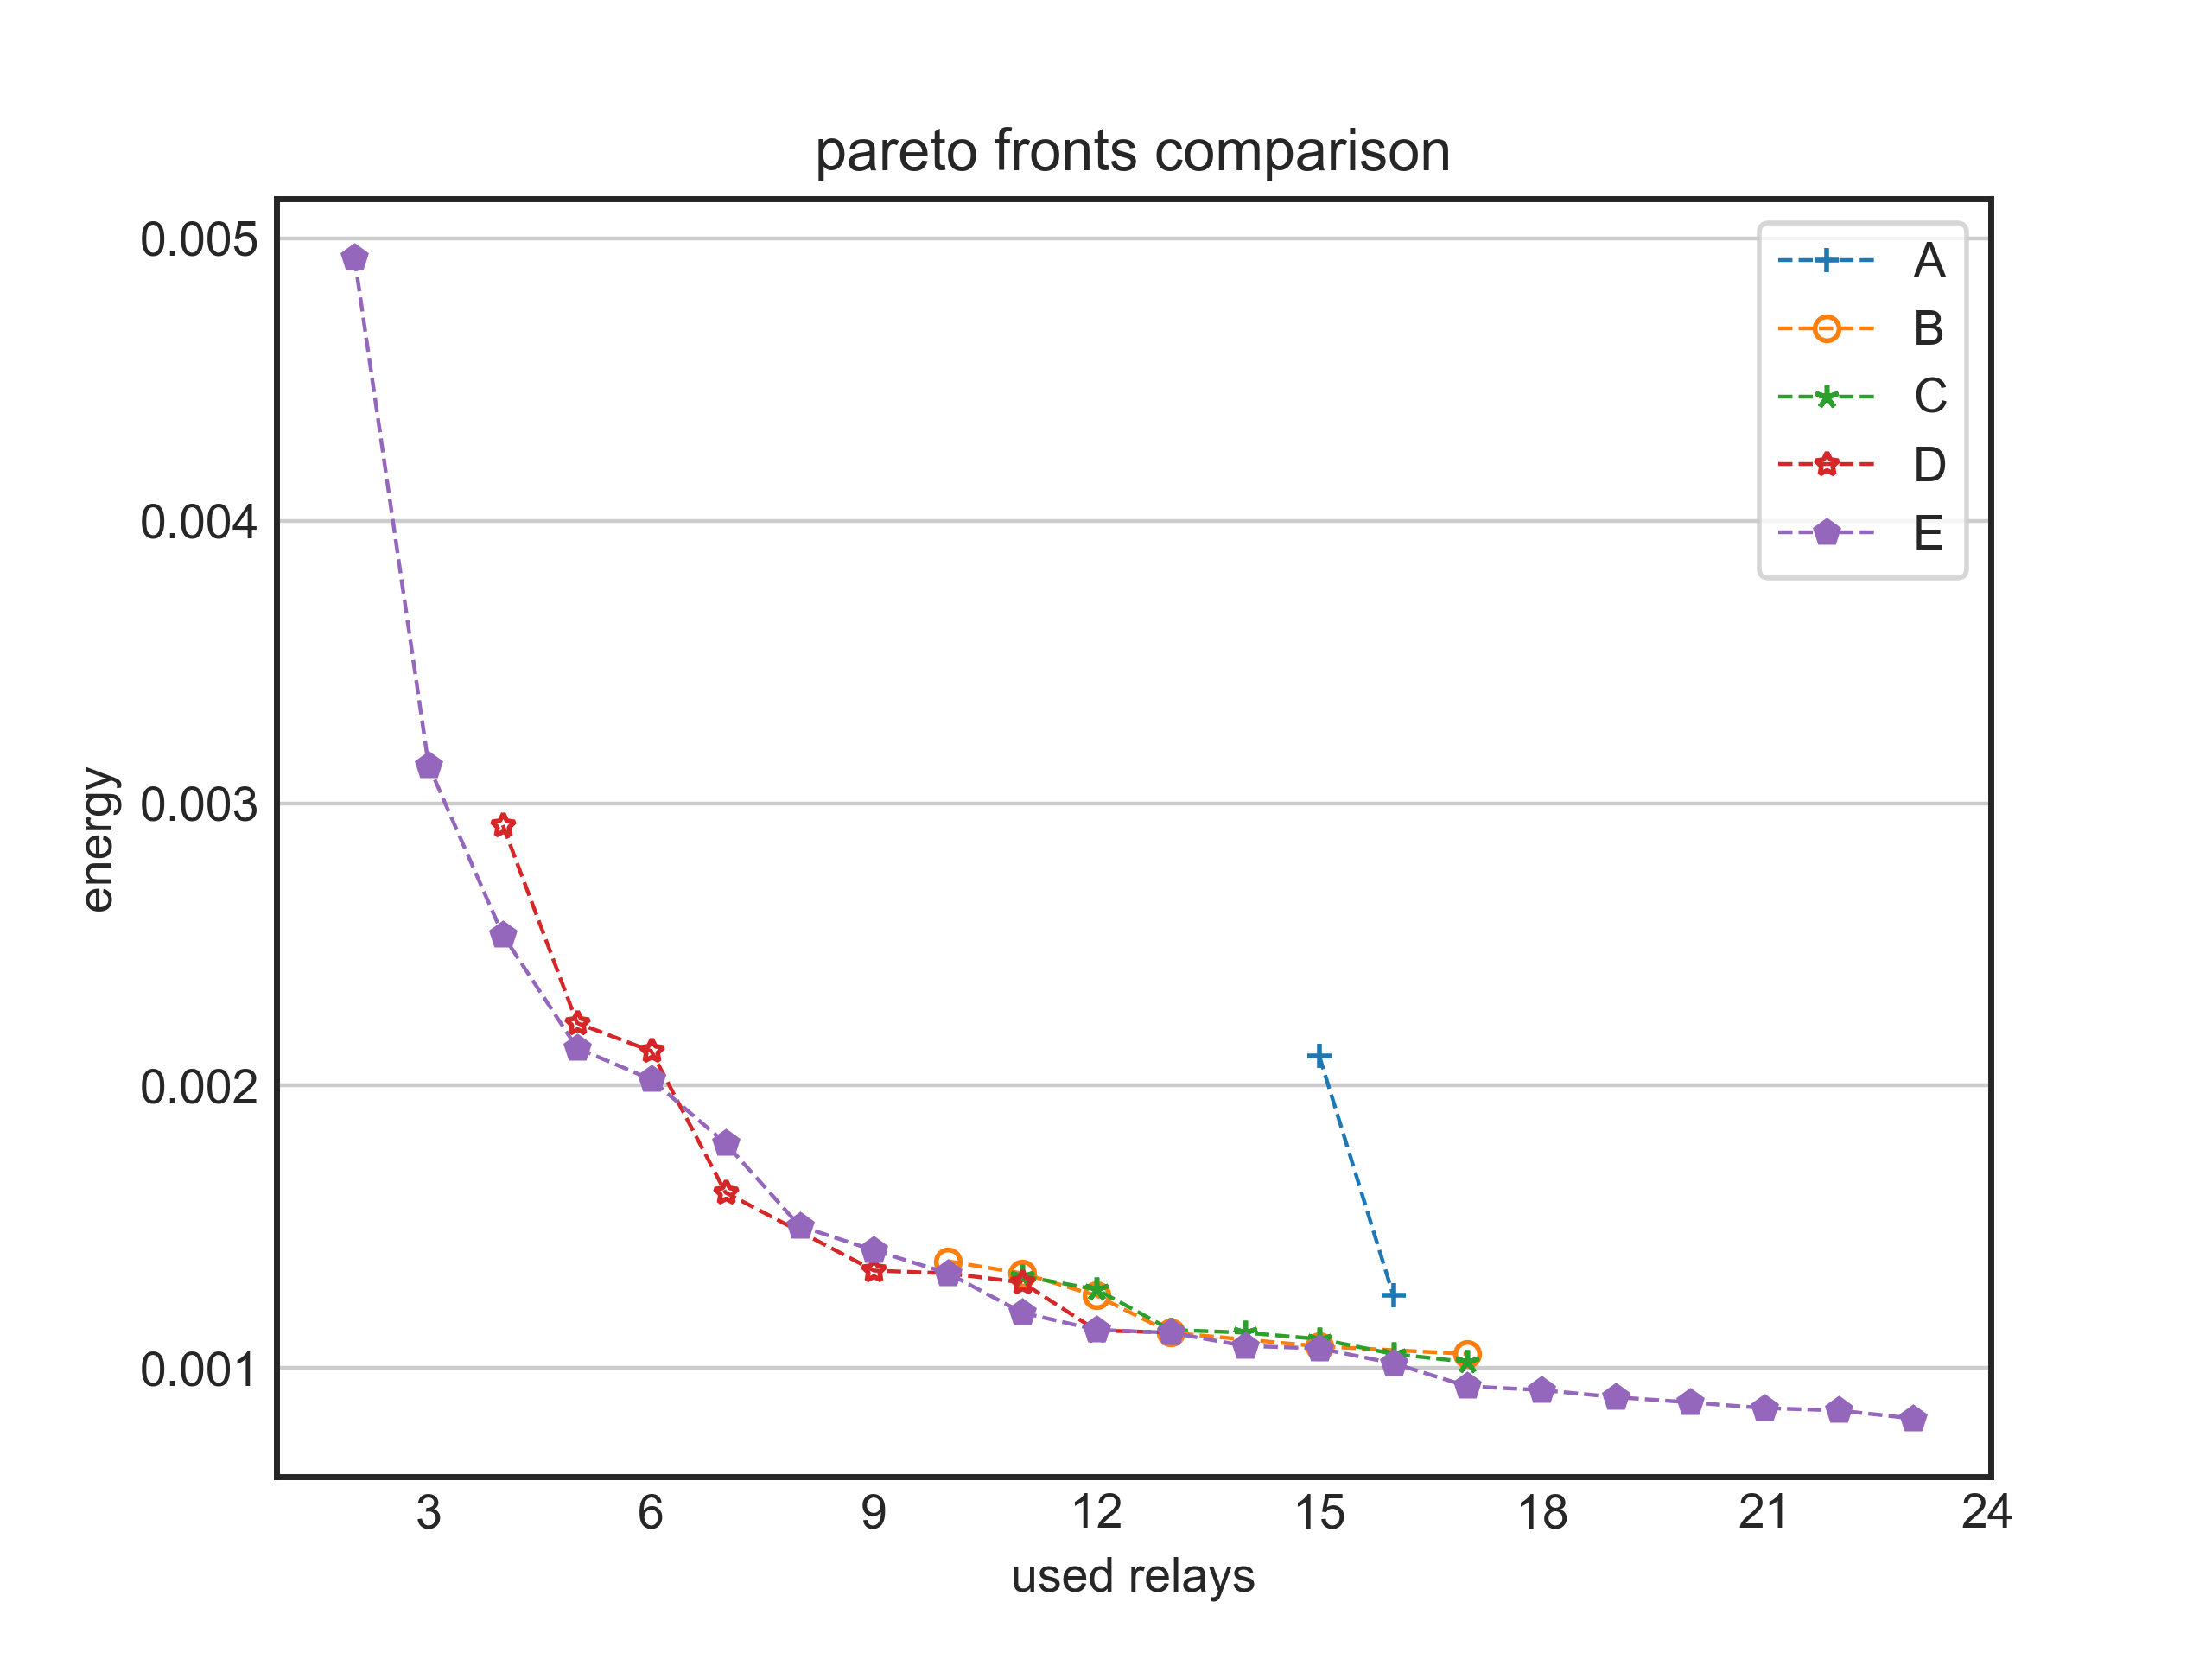 pareto fronts comparison
0.005
0.004
0.003
0.002
0.001
energy
3 6 9 12 15 18 21 24
used relays
A
B
C
D
E